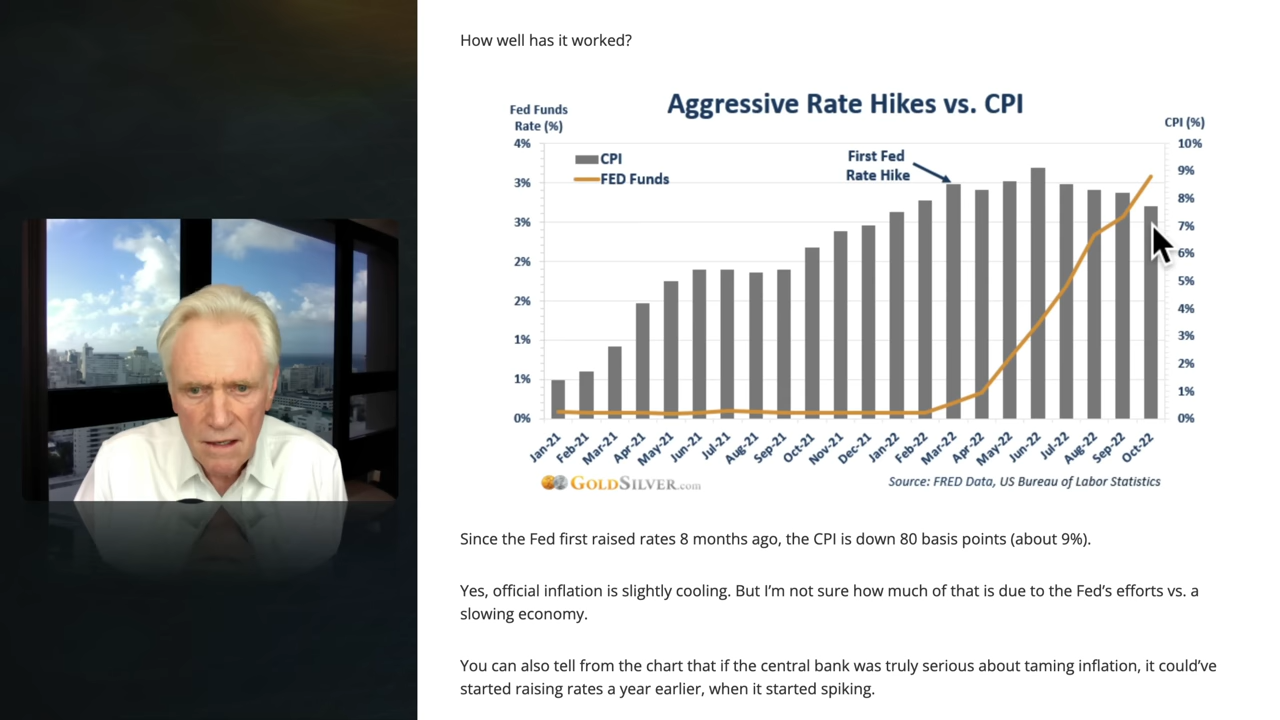 How well has it worked?
Aggressive Rate Hikes vs. CPI
Fed Funds
Rate (%)
CPI (%)
4%
3%
3%
2%
2%
1%
1%
0%
CPI
FED Funds
First Fed
Rate Hike
10%
9%
8%
7%
6%
5%
4%
3%
2%
1%
0%
Jan-21
Feb-21
Mar-21
Apr-21
May-21
Jun-21
Jul-21
Aug-21
Sep-21
Oct-21
Nov-21
Dec-21
Jan-22
Feb-22
Mar-22
Apr-22
May-22
Jun-22
Jul-22
Aug-22
Sep-22
Oct-22
GOLDSILVER.com
Source: FRED Data, US Bureau of Labor Statistics
Since the Fed first raised rates 8 months ago, the CPI is down 80 basis points (about 9%).
Yes, official inflation is slightly cooling. But I’m not sure how much of that is due to the Fed’s efforts vs. a
slowing economy.
You can also tell from the chart that if the central bank was truly serious about taming inflation, it could’ve
started raising rates a year earlier, when it started spiking.